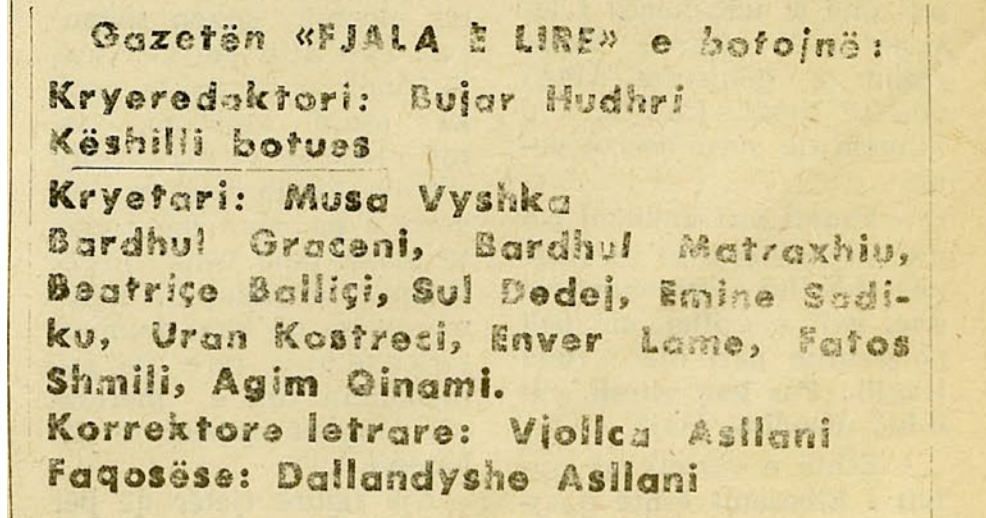 Gazetën «FJALA E LIRE» e botojnë:
Kryeredaktori: Bujar Hudhri
Këshilli botues
Kryetari: Musa Vyshka
Bardhul Graceni, Bardhul Matraxhiu,
Beatriçe Balliçi, Sul Dedej, Emine Sadi-
ku, Uran Kostreci, Enver Lame, Fatos
Shmili, Agim Qinami.
Korrektore letrare: Vjollca Asllani
Faqosëse: Dallandyshe Asllani